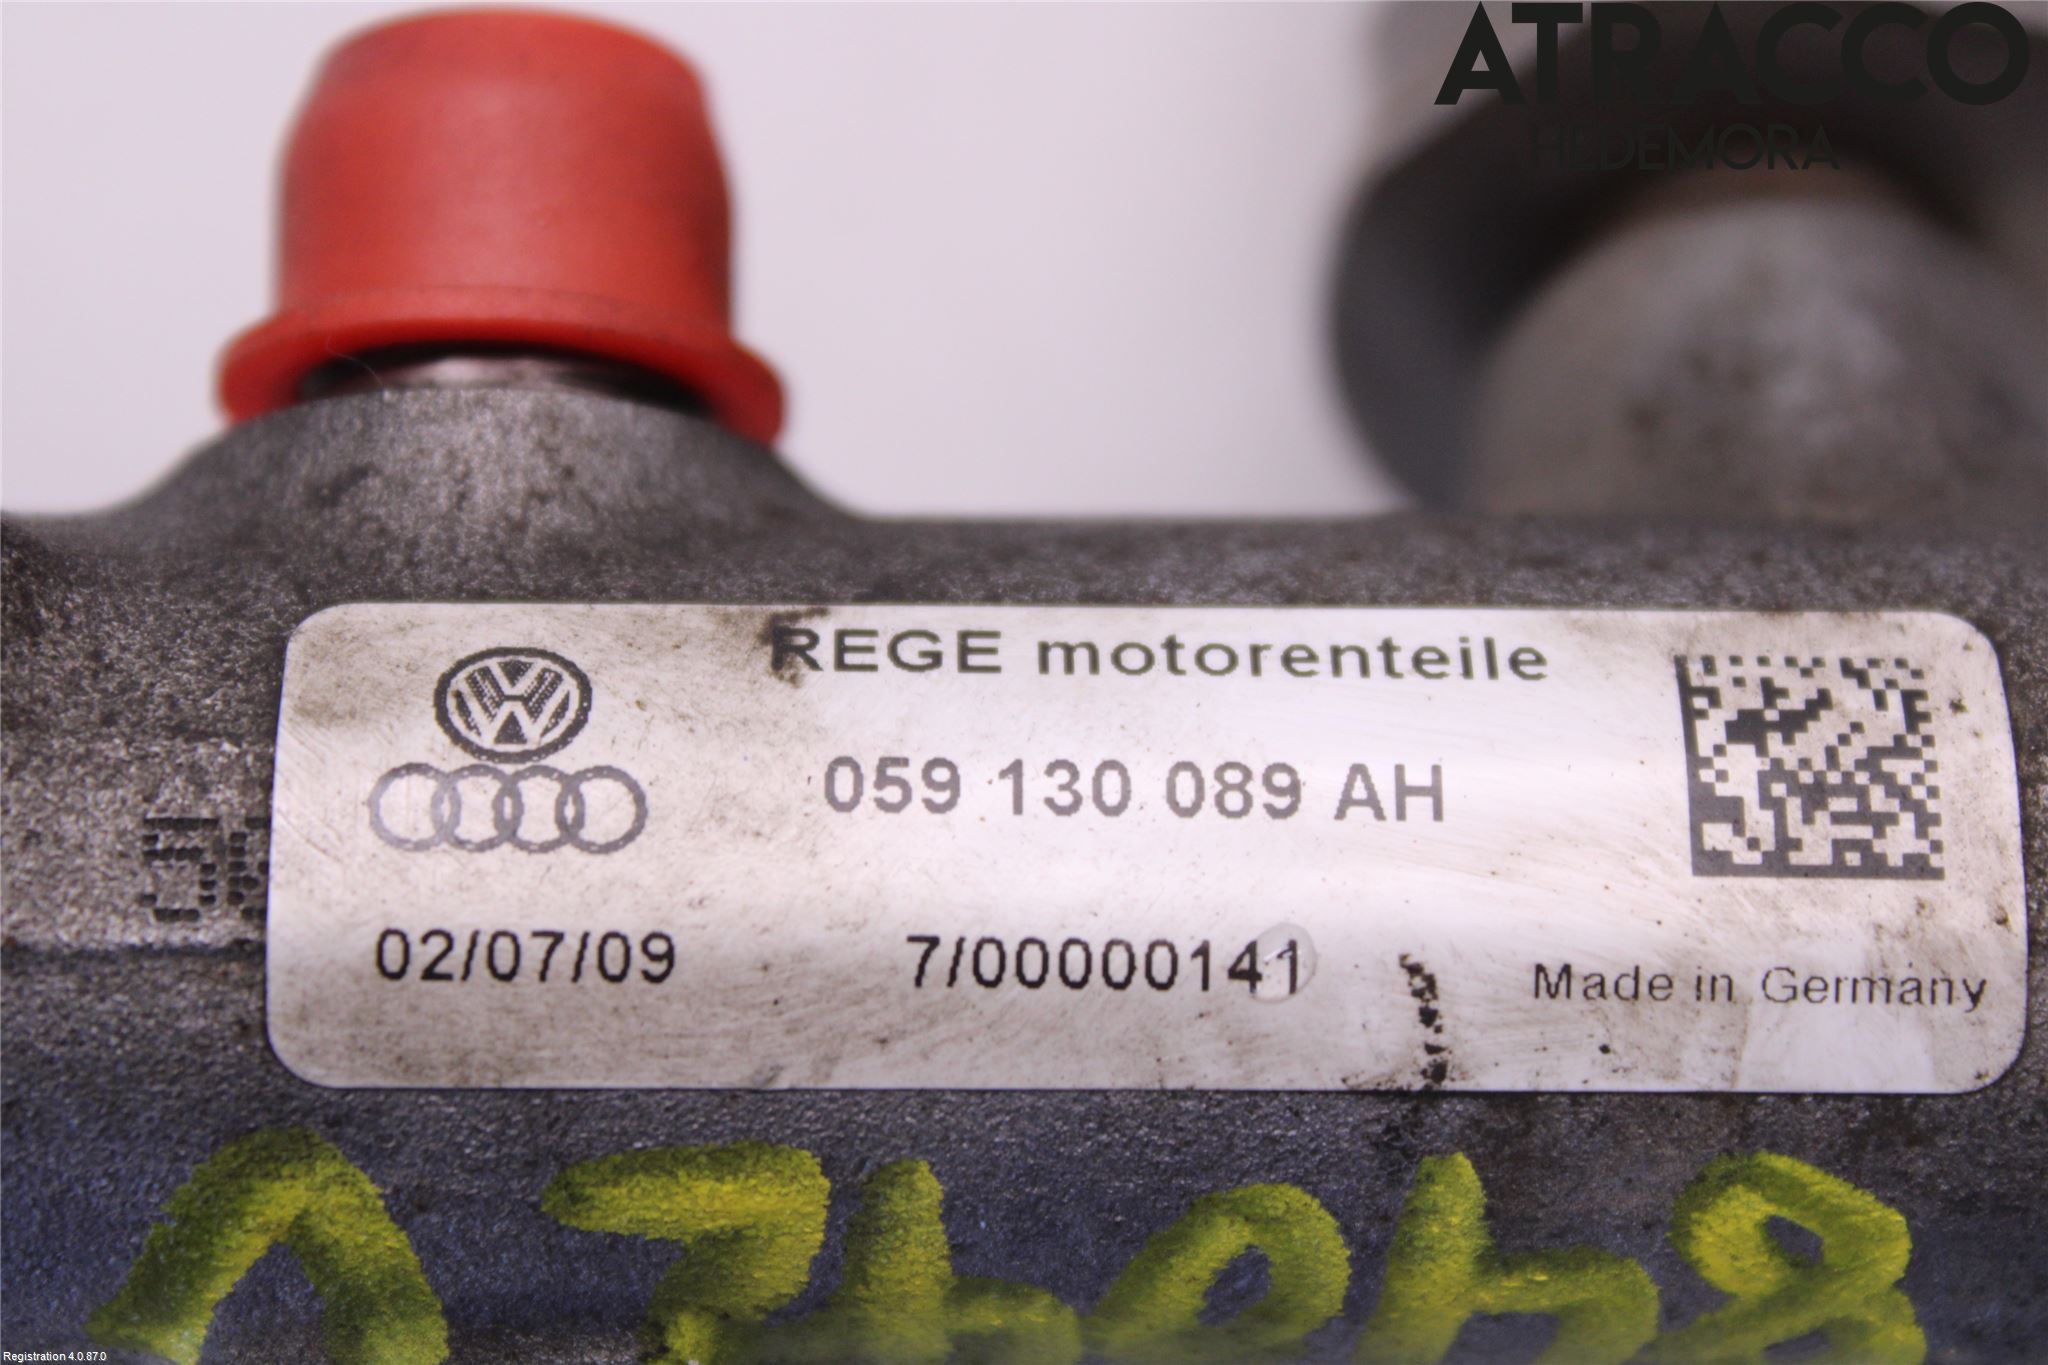 ATRACCO
HEDEMORA
REGE motorenteile
059 130 089 AH
02/07/09 7/00000141 Made in Germany
Registration 4.0.87.0